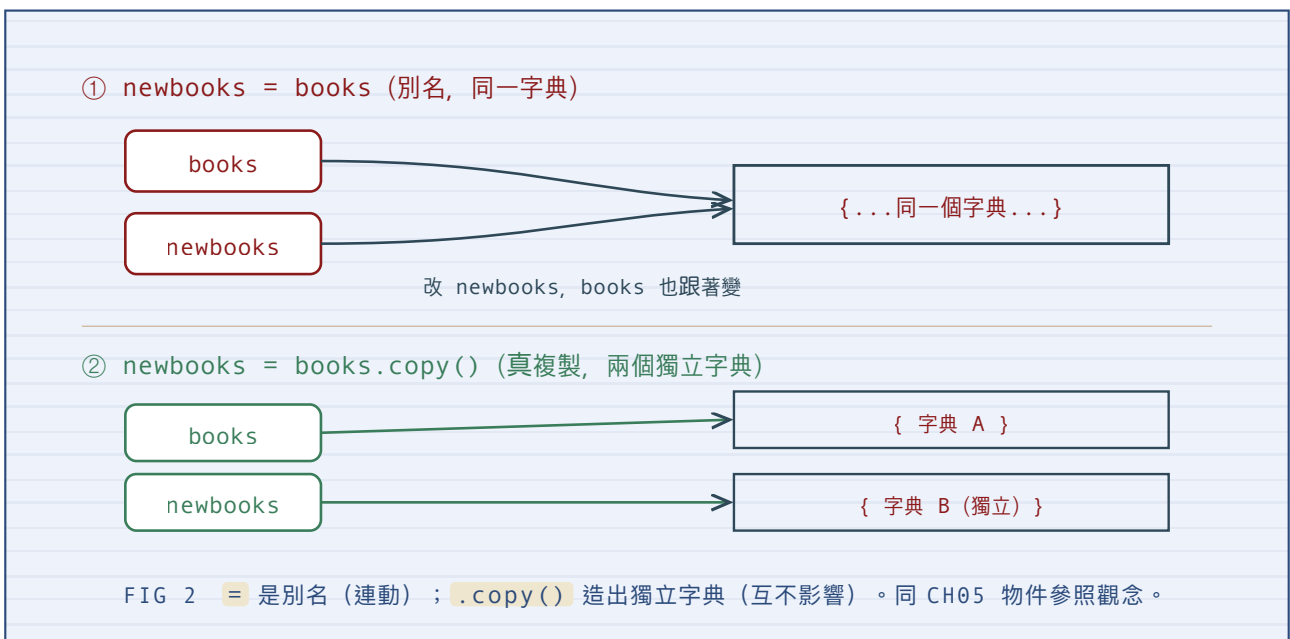 ① newbooks = books (別名, 同一字典)
books
newbooks
{...同一個字典...}
改 newbooks, books 也跟著變
② newbooks = books.copy() (真複製, 兩個獨立字典)
books
{ 字典 A }
newbooks
{ 字典 B (獨立) }
FIG 2 = 是別名 (連動) ; .copy() 造出獨立字典 (互不影響) 。同 CH05 物件參照觀念。